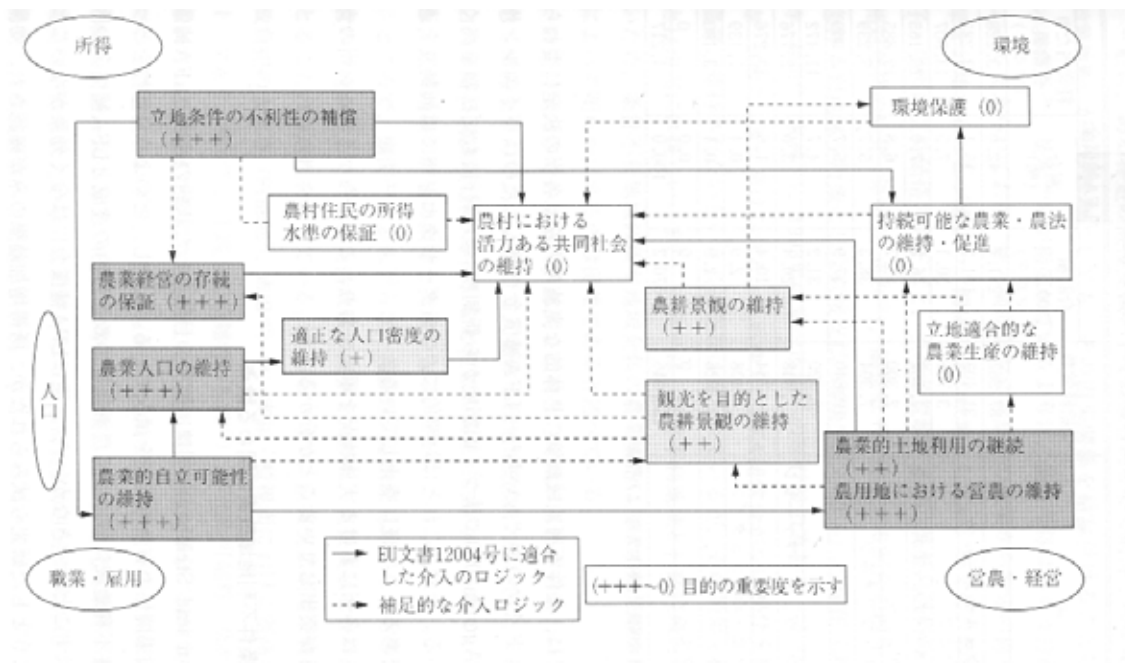 所得
環境
立地条件の不利性の補償
(+++)
環境保護 (0)
農村住民の所得
水準の保証 (0)
農村における
活力ある共同社会
の維持 (0)
持続可能な農業・農法
の維持・促進
(0)
農業経営の存続
の保証 (+++)
農耕景観の維持
(++)
立地適合的な
農業生産の維持
(0)
適正な人口密度の
維持 (+)
人口
農業人口の維持
(+++)
観光を目的とした
農耕景観の維持
(++)
農業的土地利用の継続
(++)
農用地における営農の維持
(+++)
農業的自立可能性
の維持
(+++)
職業・雇用
EU文書12004号に適合
した介入のロジック
補足的な介入ロジック
(+++~0) 目的の重要度を示す
営農・経営